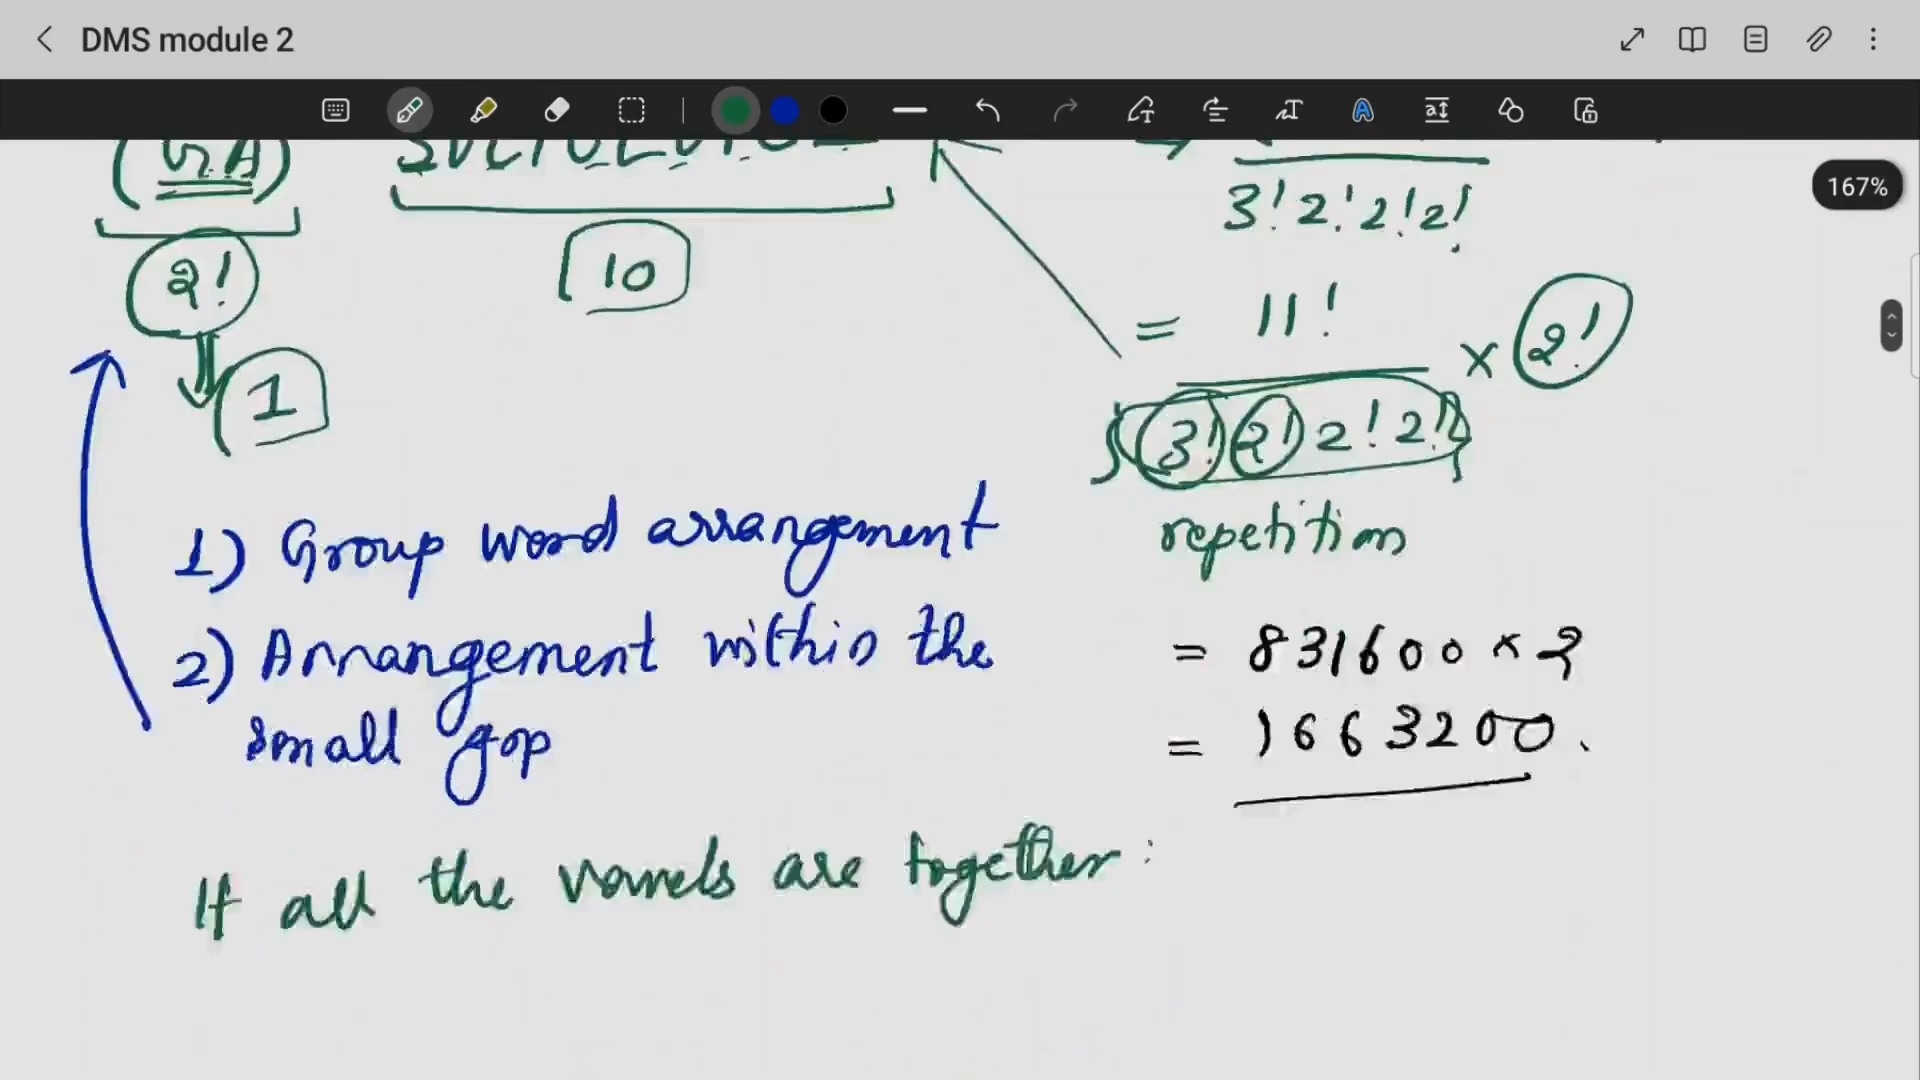 DMS module 2
167%
3! 2! 2! 2!
2!
10
1
= 11! × 2!
3! 2! 2! 2!
repetition
1) Group word arrangement
2) Arrangement within the
small gop
= 831600 × 2
= 1663200.
If all the vowels are together :